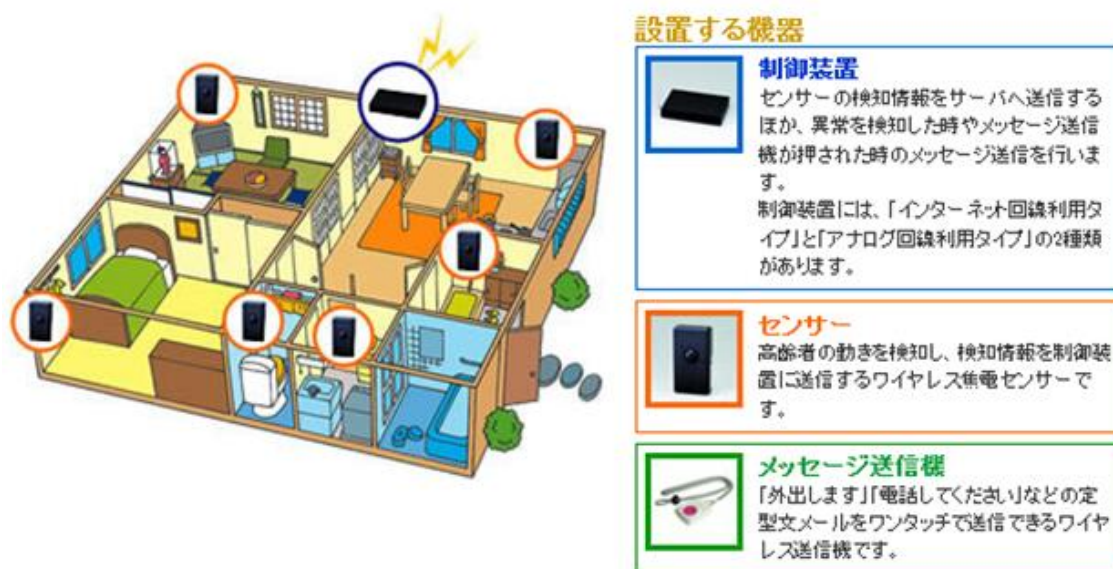 設置する機器
制御装置
センサーの検知情報をサーバへ送信する
ほか、異常を検知した時やメッセージ送信
機が押された時のメッセージ送信を行いま
す。
制御装置には、「インターネット回線利用タ
イプ」と「アナログ回線利用タイプ」の2種類
があります。
センサー
高齢者の動きを検知し、検知情報を制御装
置に送信するワイヤレス焦電センサーで
す。
メッセージ送信機
「外出します」「電話してください」などの定
型文メールをワンタッチで送信できるワイヤ
レス送信機です。